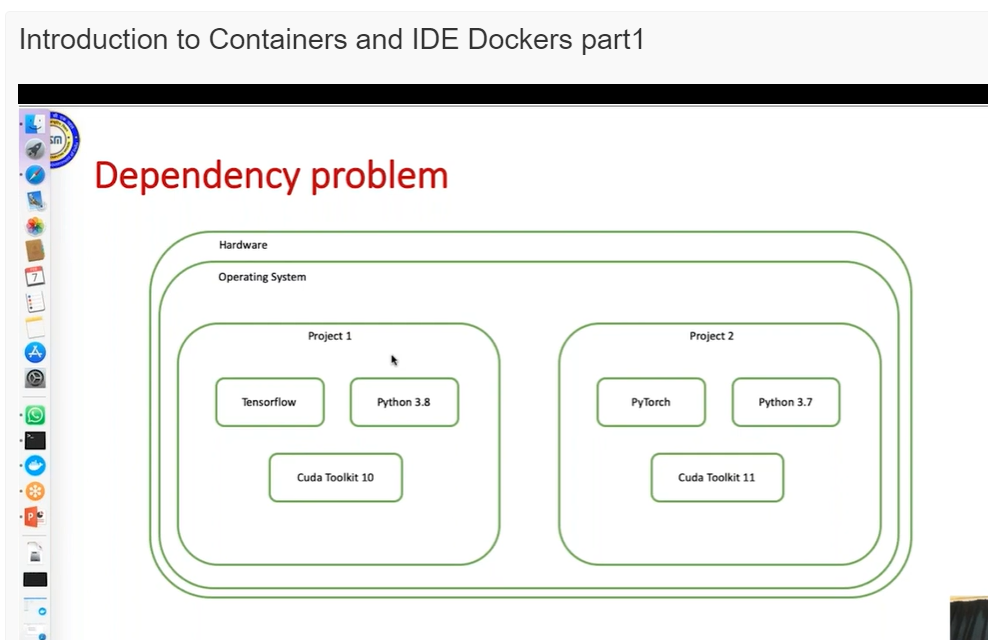 Introduction to Containers and IDE Dockers part1
Dependency problem
Hardware
Operating System
Project 1
Tensorflow
Python 3.8
Cuda Toolkit 10
Project 2
PyTorch
Python 3.7
Cuda Toolkit 11
7